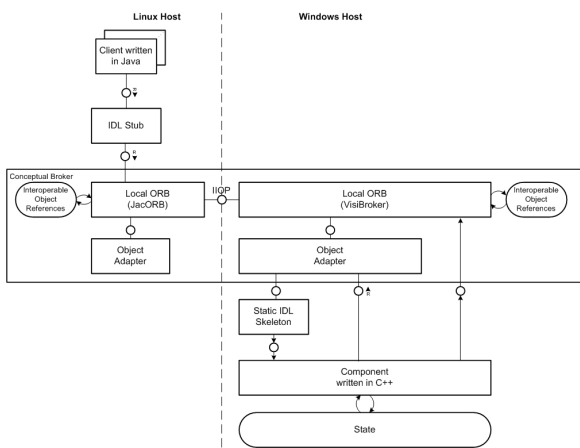 Linux Host
Windows Host
Client written
in Java
R
IDL Stub
R
Conceptual Broker
Interoperable
Object
References
Local ORB
(JacORB)
IIOP
Local ORB
(VisiBroker)
Interoperable
Object
References
Object
Adapter
Object
Adapter
R
Static IDL
Skeleton
Component
written in C++
State